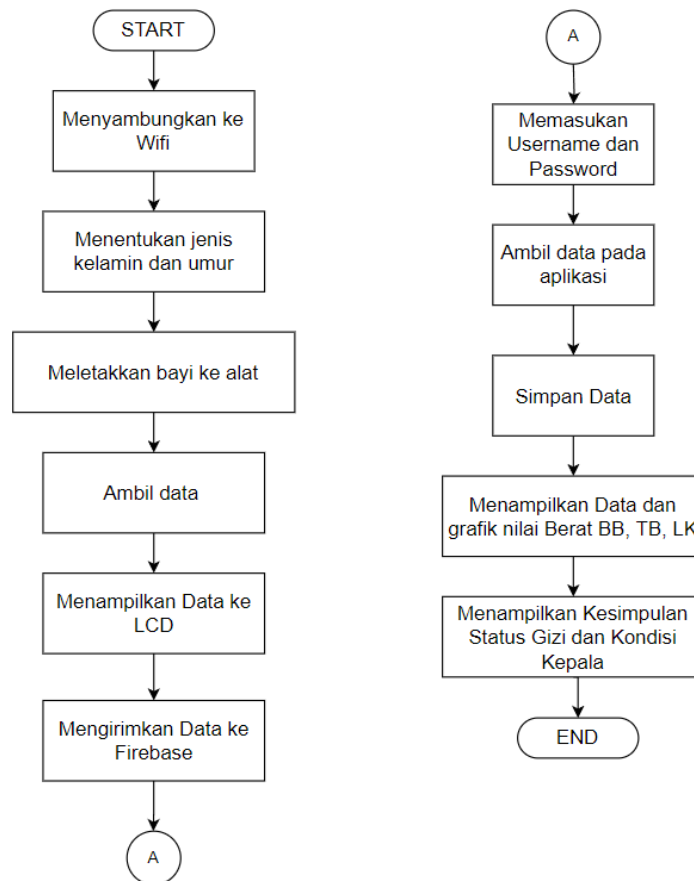 START
Menyambungkan ke
Wifi
Menentukan jenis
kelamin dan umur
Meletakkan bayi ke alat
Ambil data
Menampilkan Data ke
LCD
Mengirimkan Data ke
Firebase
A
A
Memasukan
Username dan
Password
Ambil data pada
aplikasi
Simpan Data
Menampilkan Data dan
grafik nilai Berat BB, TB, LK
Menampilkan Kesimpulan
Status Gizi dan Kondisi
Kepala
END